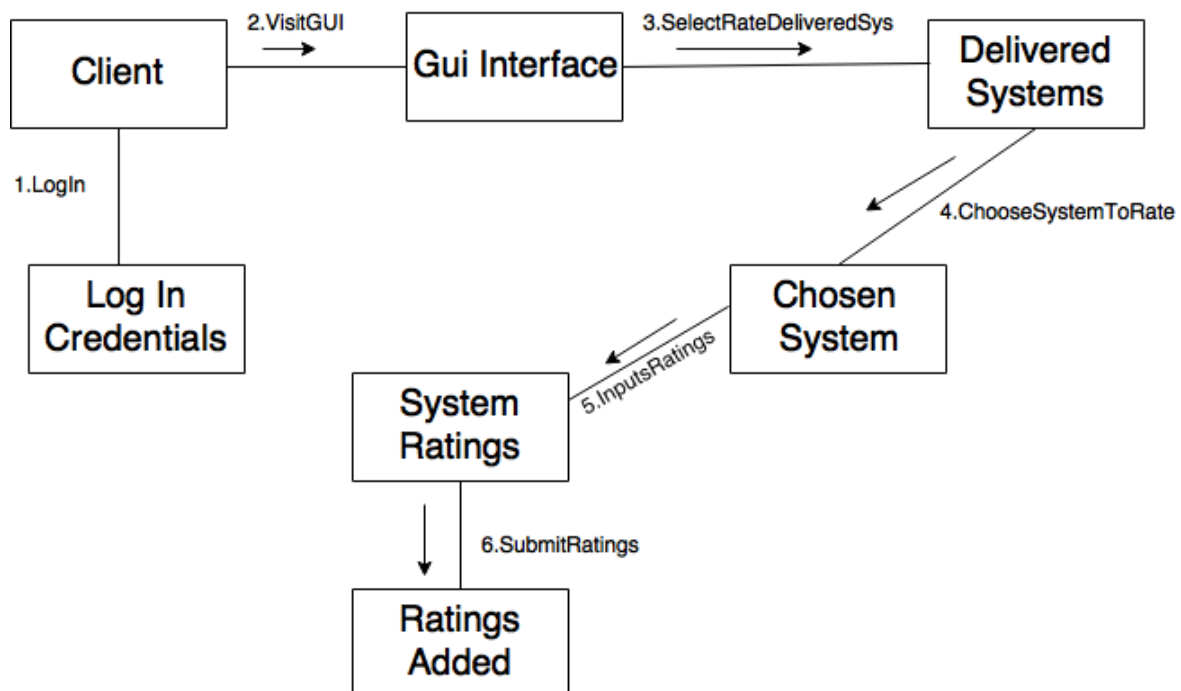 2.VisitGUI
3.SelectRateDeliveredSys
Client
Gui Interface
Delivered
Systems
1.LogIn
4.ChooseSystemToRate
Log In
Credentials
Chosen
System
5.InputsRatings
System
Ratings
6.SubmitRatings
Ratings
Added